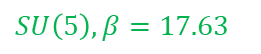 SU(5), β = 17.63